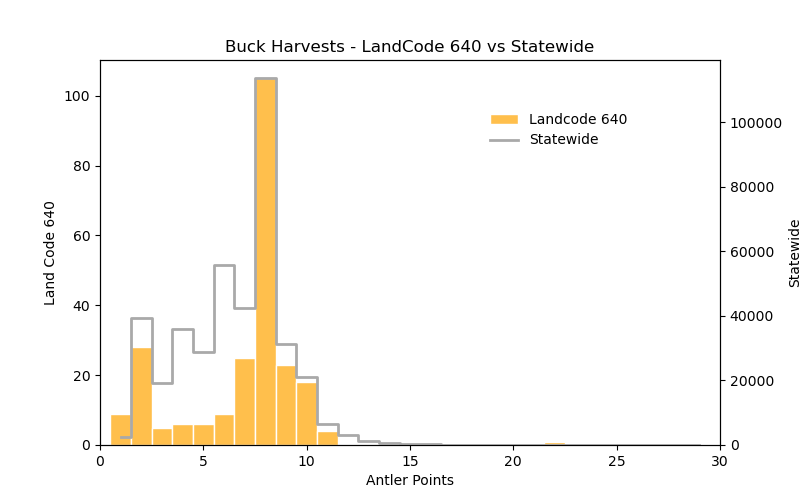 Buck Harvests - LandCode 640 vs Statewide
Landcode 640
Statewide
Land Code 640
100
80
60
40
20
0
100000
80000
60000
40000
20000
0
Statewide
0 5 10 15 20 25 30
Antler Points